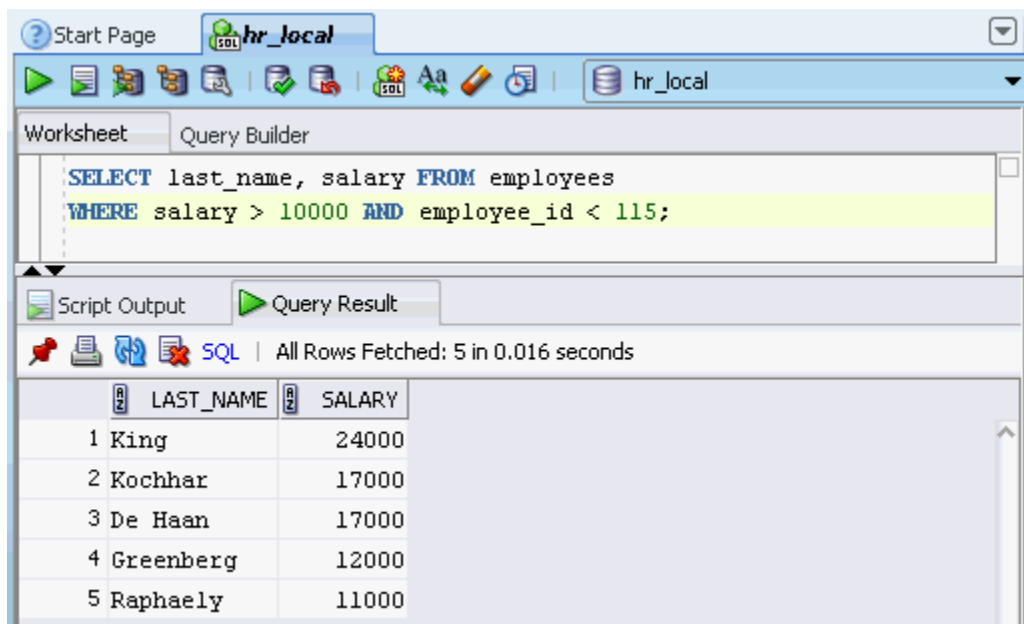 Start Page hr_local
hr_local
Worksheet Query Builder
SELECT last_name, salary FROM employees
WHERE salary > 10000 AND employee_id < 115;
Script Output Query Result
SQL | All Rows Fetched: 5 in 0.016 seconds
LAST_NAME SALARY
1 King 24000
2 Kochhar 17000
3 De Haan 17000
4 Greenberg 12000
5 Raphaely 11000